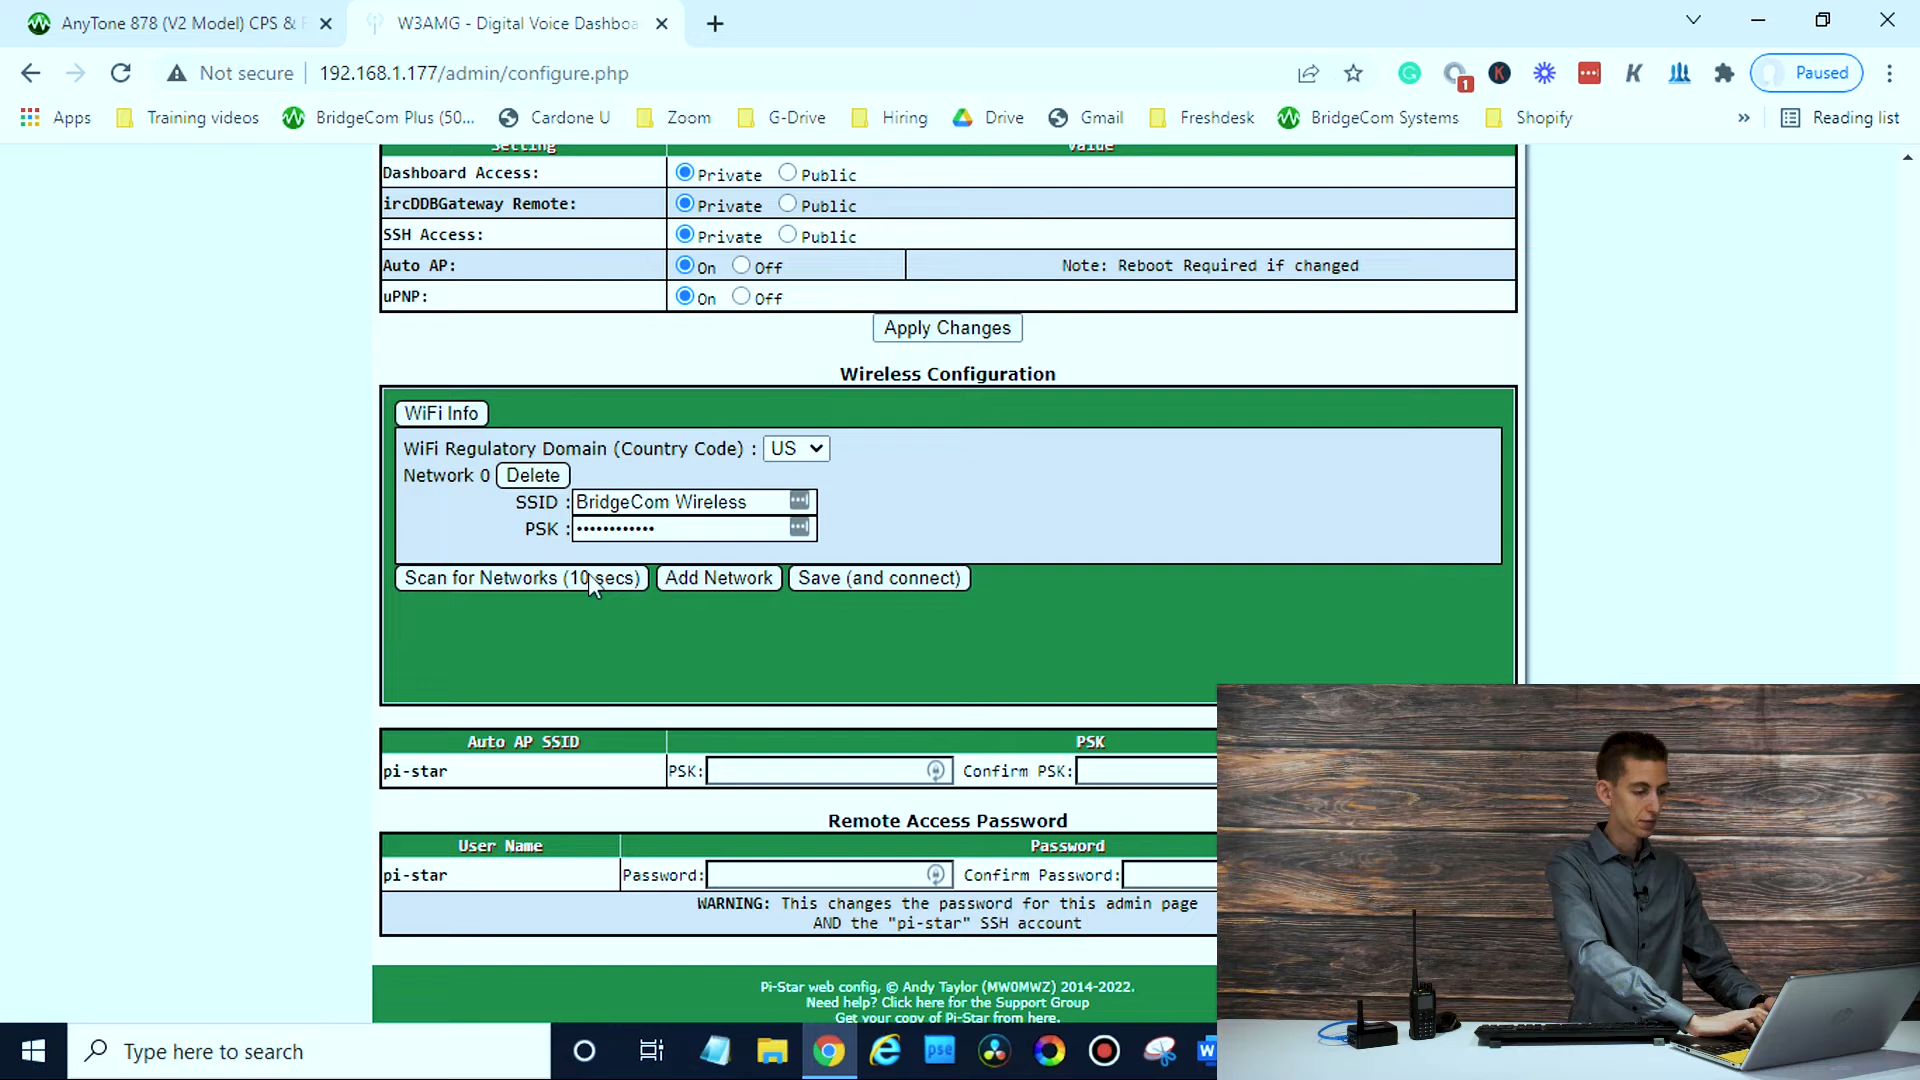 AnyTone 878 (V2 Model) CPS &
W3AMG - Digital Voice Dashboa
Not secure 192.168.1.177/admin/configure.php
1
Paused
Apps Training videos BridgeCom Plus (50... Cardone U Zoom G-Drive Hiring Drive Gmail Freshdesk BridgeCom Systems Shopify » Reading list
Setting Value
Dashboard Access: Private Public
ircDDBGateway Remote: Private Public
SSH Access: Private Public
Auto AP: On Off Note: Reboot Required if changed
uPNP: On Off
Apply Changes
Wireless Configuration
WiFi Info
WiFi Regulatory Domain (Country Code) : US
Network 0 Delete
SSID : BridgeCom Wireless
PSK : ••••••••••••
Scan for Networks (10 secs) Add Network Save (and connect)
Auto AP SSID PSK
pi-star PSK: Confirm PSK:
Remote Access Password
User Name Password
pi-star Password: Confirm Password:
WARNING: This changes the password for this admin page
AND the "pi-star" SSH account
Pi-Star web config, © Andy Taylor (MW0MWZ) 2014-2022.
Need help? Click here for the Support Group
Get your copy of Pi-Star from here.
Type here to search
pse
W